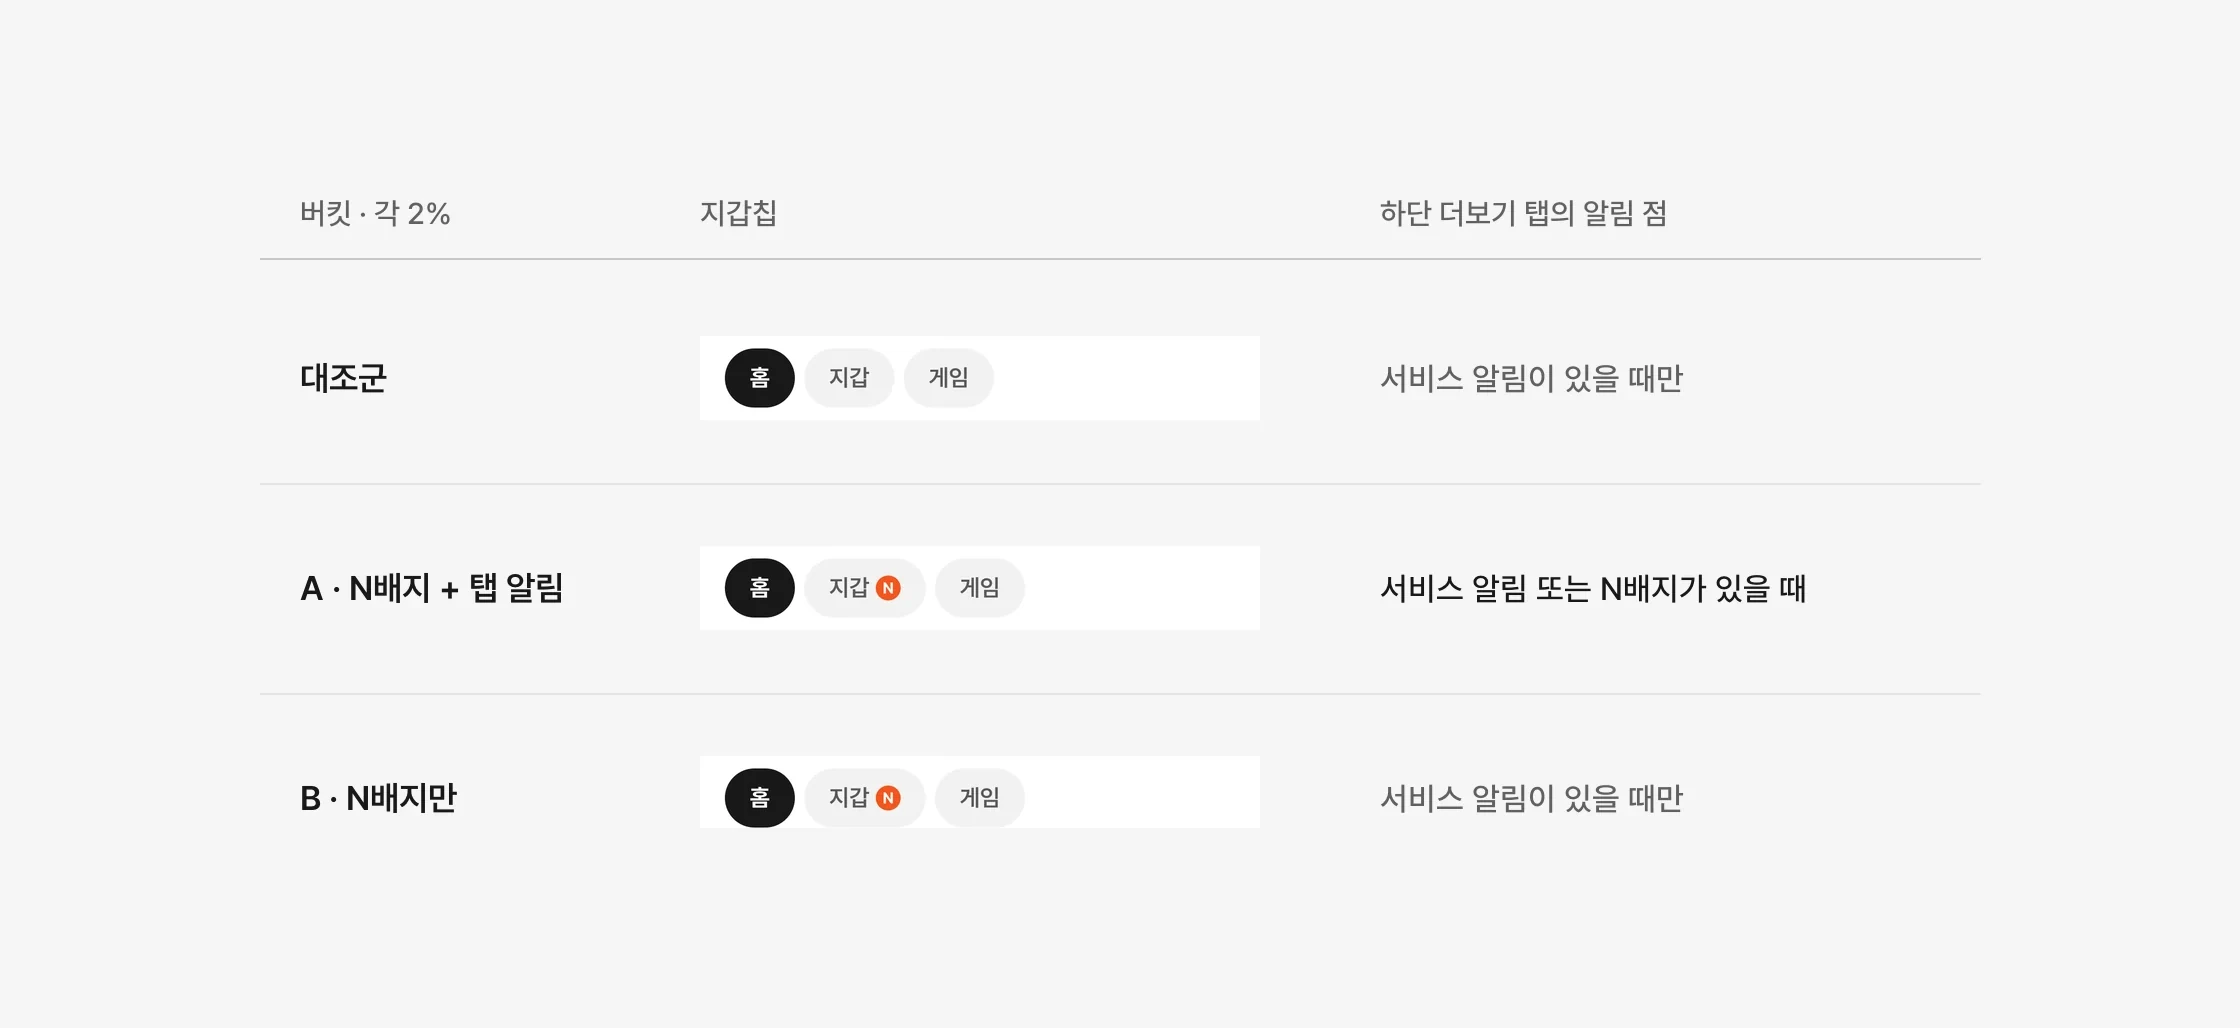 버킷 · 각 2% 지갑칩 하단 더보기 탭의 알림 점
대조군 홈 지갑 게임 서비스 알림이 있을 때만
A · N배지 + 탭 알림 홈 지갑 N 게임 서비스 알림 또는 N배지가 있을 때
B · N배지만 홈 지갑 N 게임 서비스 알림이 있을 때만